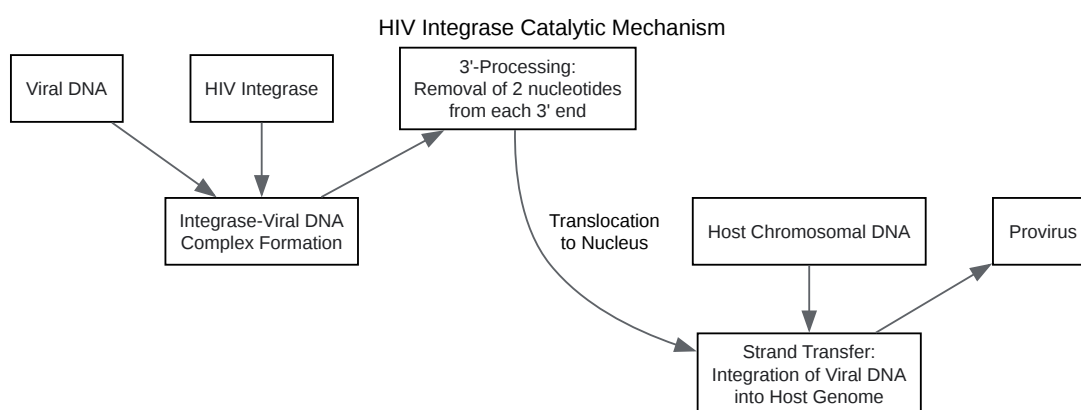 HIV Integrase Catalytic Mechanism
Viral DNA
HIV Integrase
3'-Processing:
Removal of 2 nucleotides
from each 3' end
Integrase-Viral DNA
Complex Formation
Translocation
to Nucleus
Host Chromosomal DNA
Provirus
Strand Transfer:
Integration of Viral DNA
into Host Genome